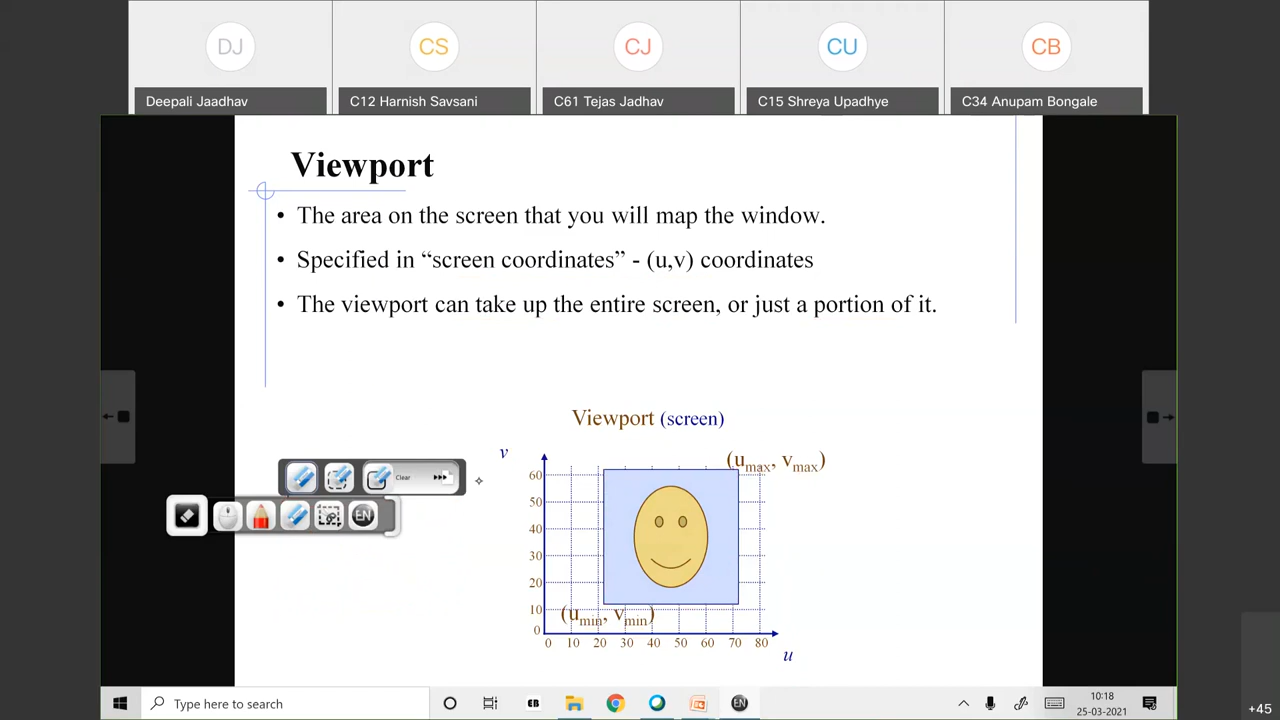 DJ
CS
CJ
CU
CB
Deepali Jaadhav
C12 Harnish Savsani
C61 Tejas Jadhav
C15 Shreya Upadhye
C34 Anupam Bongale
Viewport
• The area on the screen that you will map the window.
• Specified in “screen coordinates” - (u,v) coordinates
• The viewport can take up the entire screen, or just a portion of it.
Viewport (screen)
v
(umax, vmax)
60
50
40
30
20
10
0
(umin, vmin)
0 10 20 30 40 50 60 70 80
u
Clear
EN
Type here to search
EB
EN
10:18
25-03-2021
+45